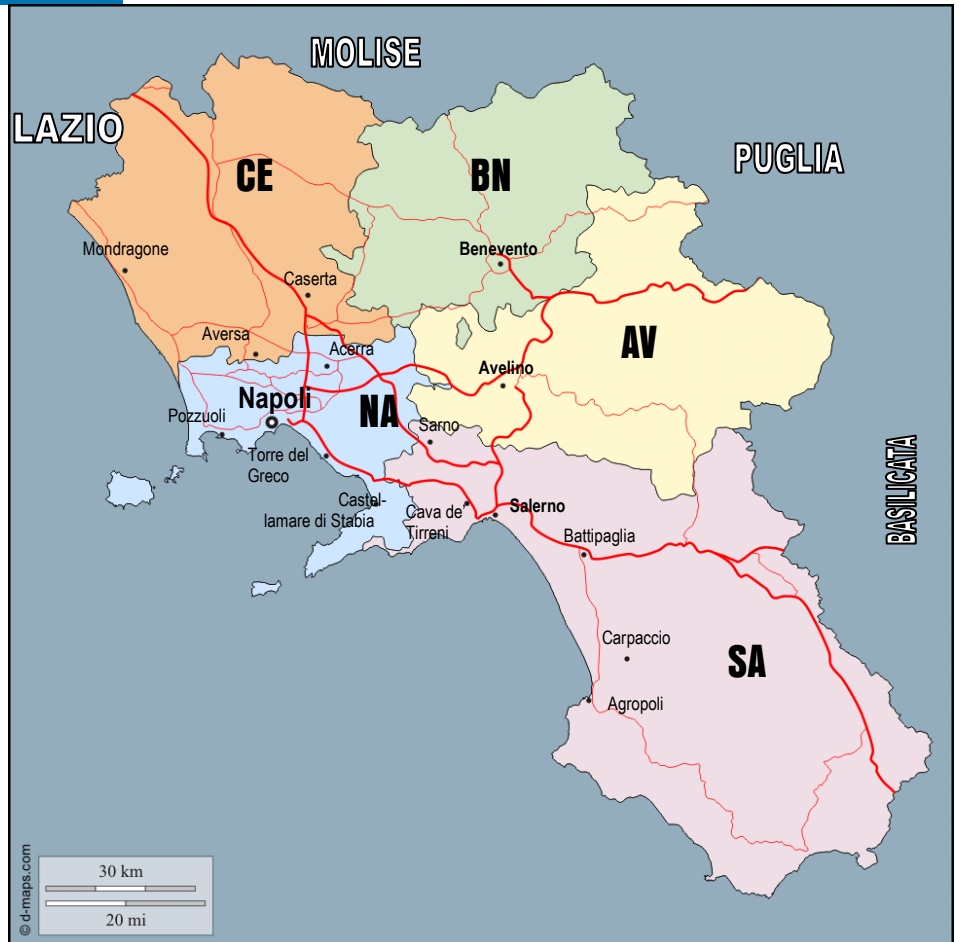 MOLISE
LAZIO
PUGLIA
CE
BN
Mondragone
Benevento
Caserta
Aversa
Acerra
AV
Avelino
Napoli
NA
Pozzuoli
Sarno
Torre del
Greco
BASILICATA
Castel-
lamare di Stabia
Cava de'
Tirreni
Salerno
Battipaglia
Carpaccio
SA
Agropoli
30 km
20 mi
© d-maps.com